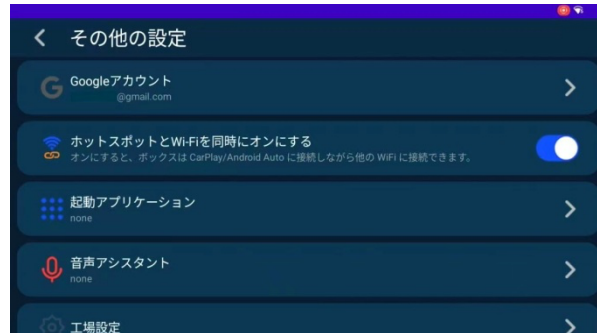 その他の設定
Googleアカウント
@gmail.com
ホットスポットとWi-Fiを同時にオンにする
オンにすると、ボックスは CarPlay/Android Auto に接続しながら他の WiFi に接続できます。
起動アプリケーション
none
音声アシスタント
none
工場設定